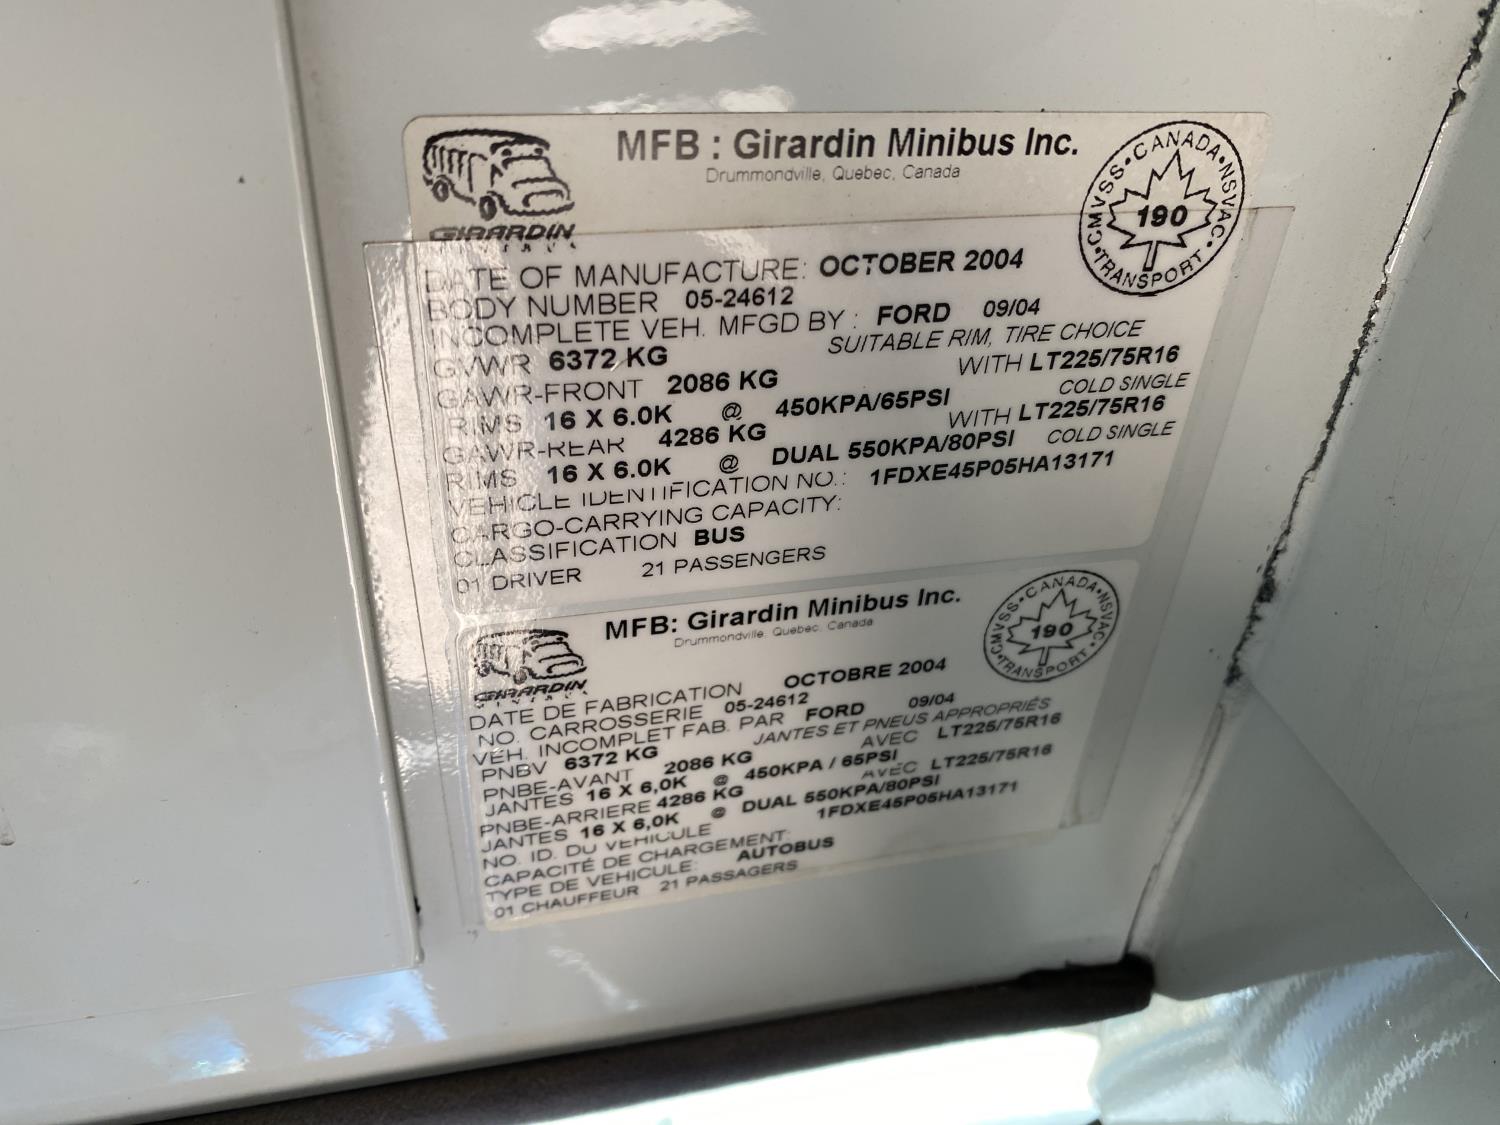 MFB : Girardin Minibus Inc.
Drummondville, Quebec, Canada
GIRARDIN
MINIBUS
CMVSS • CANADA • NSVAC • TRANSPORT •
190
DATE OF MANUFACTURE: OCTOBER 2004
BODY NUMBER 05-24612
INCOMPLETE VEH. MFGD BY : FORD 09/04
GVWR 6372 KG SUITABLE RIM, TIRE CHOICE
GAWR-FRONT 2086 KG WITH LT225/75R16
RIMS 16 X 6.0K @ 450KPA/65PSI COLD SINGLE
GAWR-REAR 4286 KG WITH LT225/75R16
RIMS 16 X 6.0K @ DUAL 550KPA/80PSI COLD SINGLE
VEHICLE IDENTIFICATION NO.: 1FDXE45P05HA13171
CARGO-CARRYING CAPACITY:
CLASSIFICATION BUS
01 DRIVER 21 PASSENGERS
MFB: Girardin Minibus Inc.
Drummondville, Quebec, Canada
GIRARDIN
MINIBUS
CMVSS • CANADA • NSVAC • TRANSPORT •
190
DATE DE FABRICATION OCTOBRE 2004
NO. CARROSSERIE 05-24612
VEH. INCOMPLET FAB. PAR FORD 09/04
PNBV 6372 KG JANTES ET PNEUS APPROPRIÉS
PNBE-AVANT 2086 KG AVEC LT225/75R16
JANTES 16 X 6,0K @ 450KPA / 65PSI
PNBE-ARRIERE 4286 KG AVEC LT225/75R16
JANTES 16 X 6,0K @ DUAL 550KPA/80PSI
NO. ID. DU VEHICULE 1FDXE45P05HA13171
CAPACITÉ DE CHARGEMENT:
TYPE DE VEHICULE: AUTOBUS
01 CHAUFFEUR 21 PASSAGERS